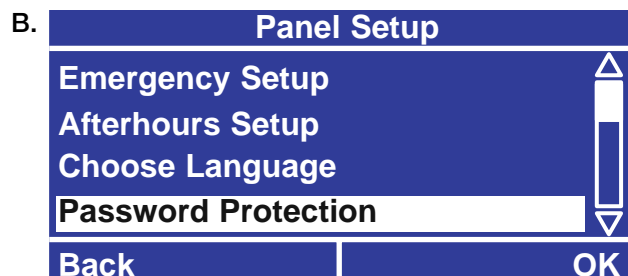 B.
Panel Setup
Emergency Setup
Afterhours Setup
Choose Language
Password Protection
Back OK